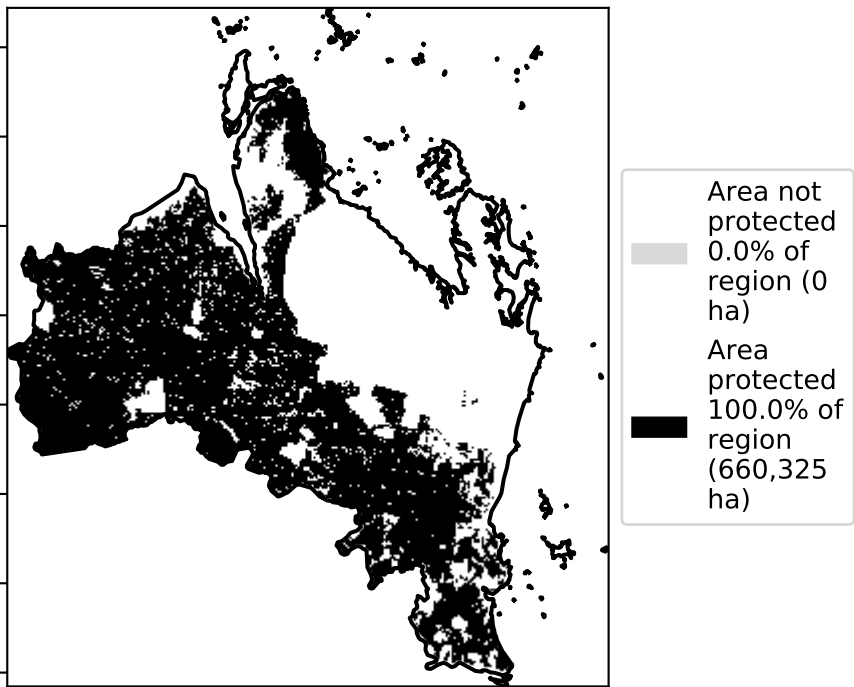 Area not
protected
0.0% of
region (0
ha)
Area
protected
100.0% of
region
(660,325
ha)